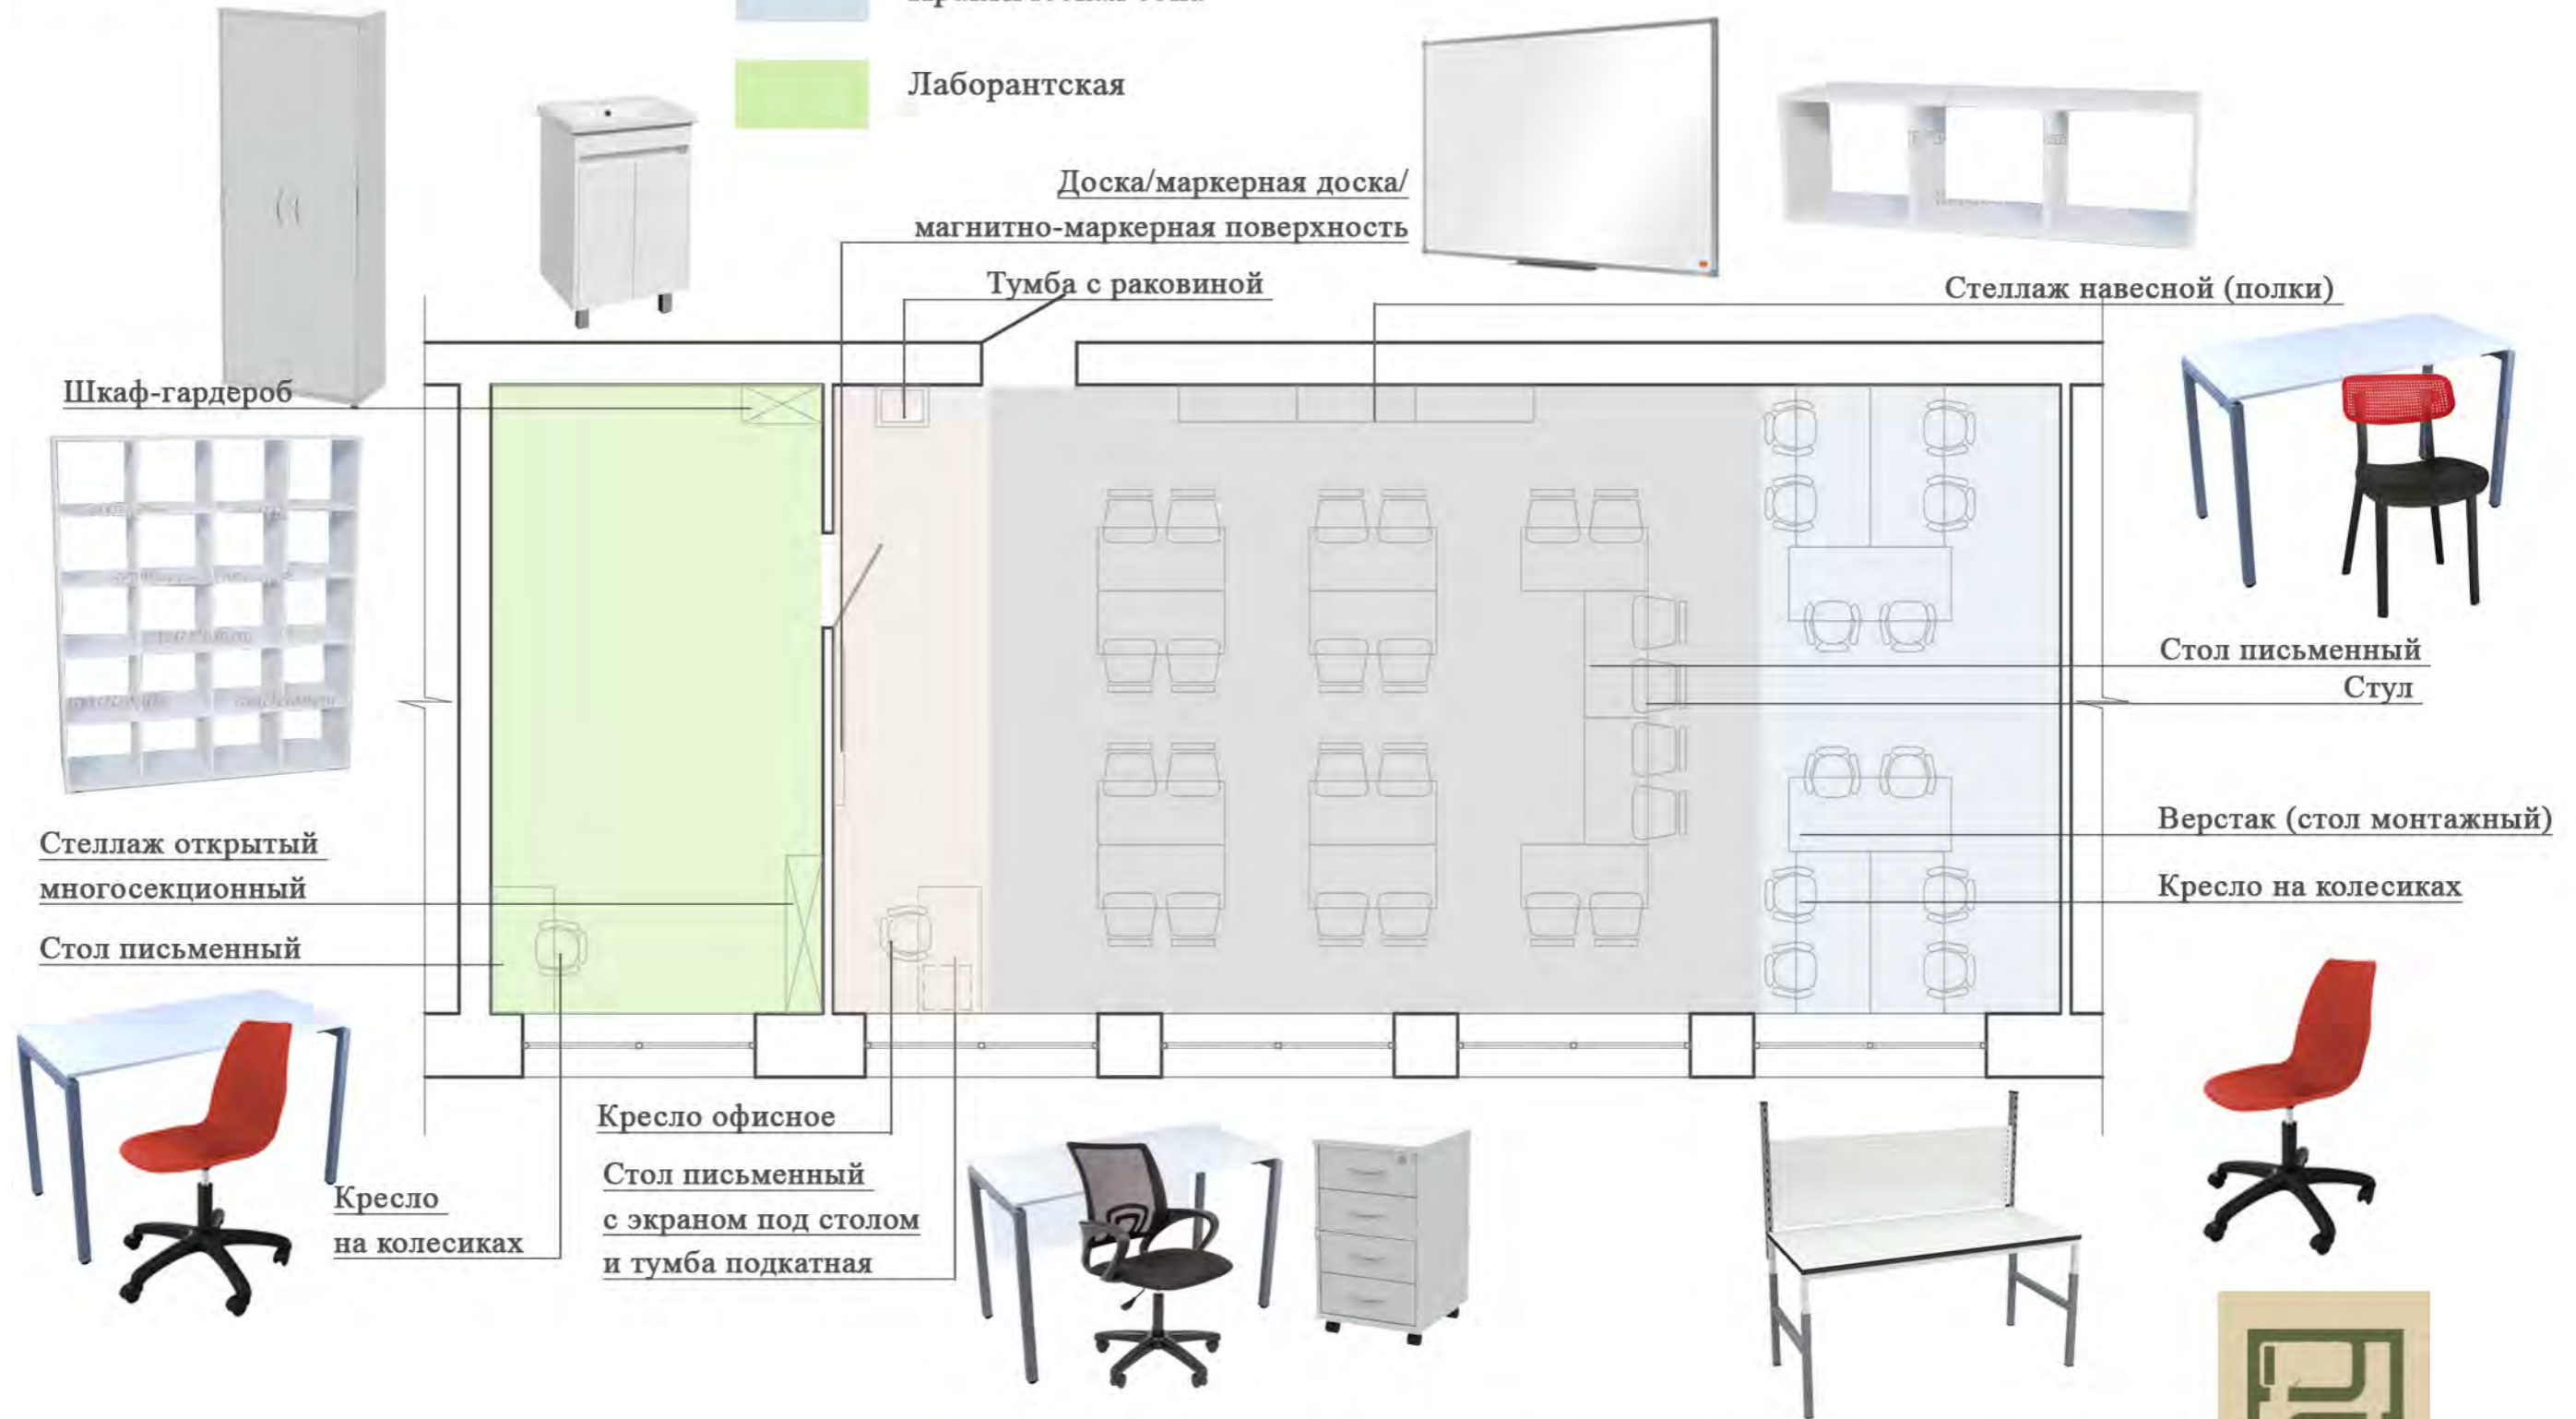 Лаборантская
Доска/маркерная доска/
магнитно-маркерная поверхность
Тумба с раковиной
Стеллаж навесной (полки)
Шкаф-гардероб
Стол письменный
Стул
Стеллаж открытый
многосекционный
Стол письменный
Верстак (стол монтажный)
Кресло на колесиках
Кресло офисное
Стол письменный
с экраном под столом
и тумба подкатная
Кресло
на колесиках